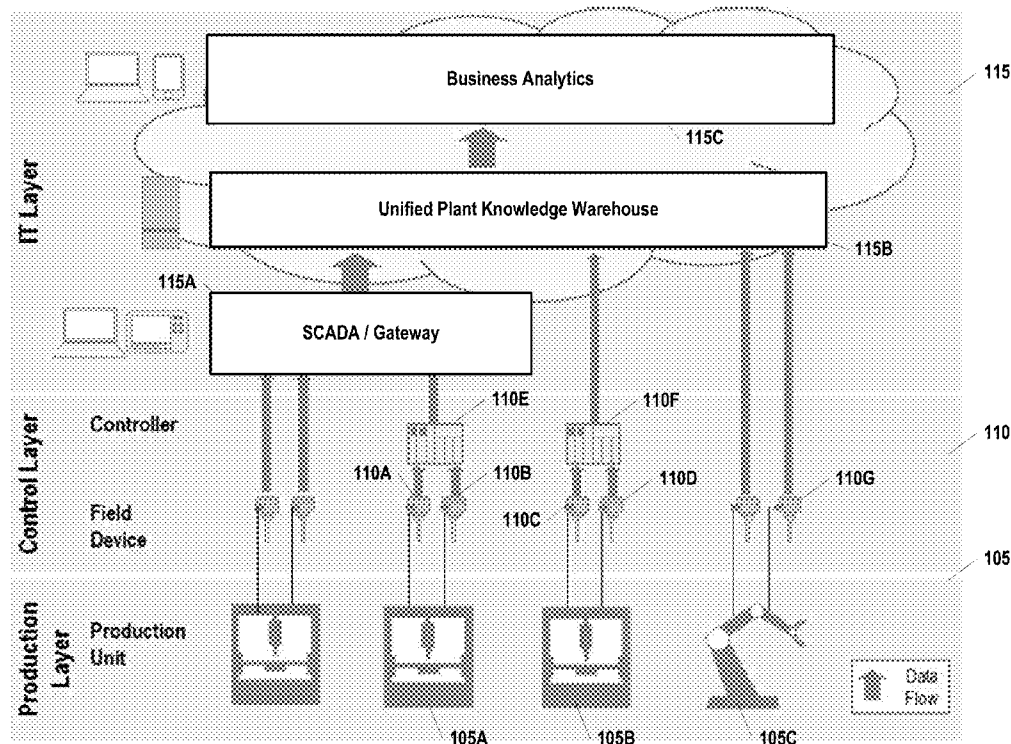 Business Analytics
115
115C
IT Layer
Unified Plant Knowledge Warehouse
115B
115A
SCADA / Gateway
Control Layer
Controller
110E
110F
110
110A
110B
110C
110D
110G
Field
Device
105
Production
Layer
Production
Unit
Data
Flow
105A
105B
105C